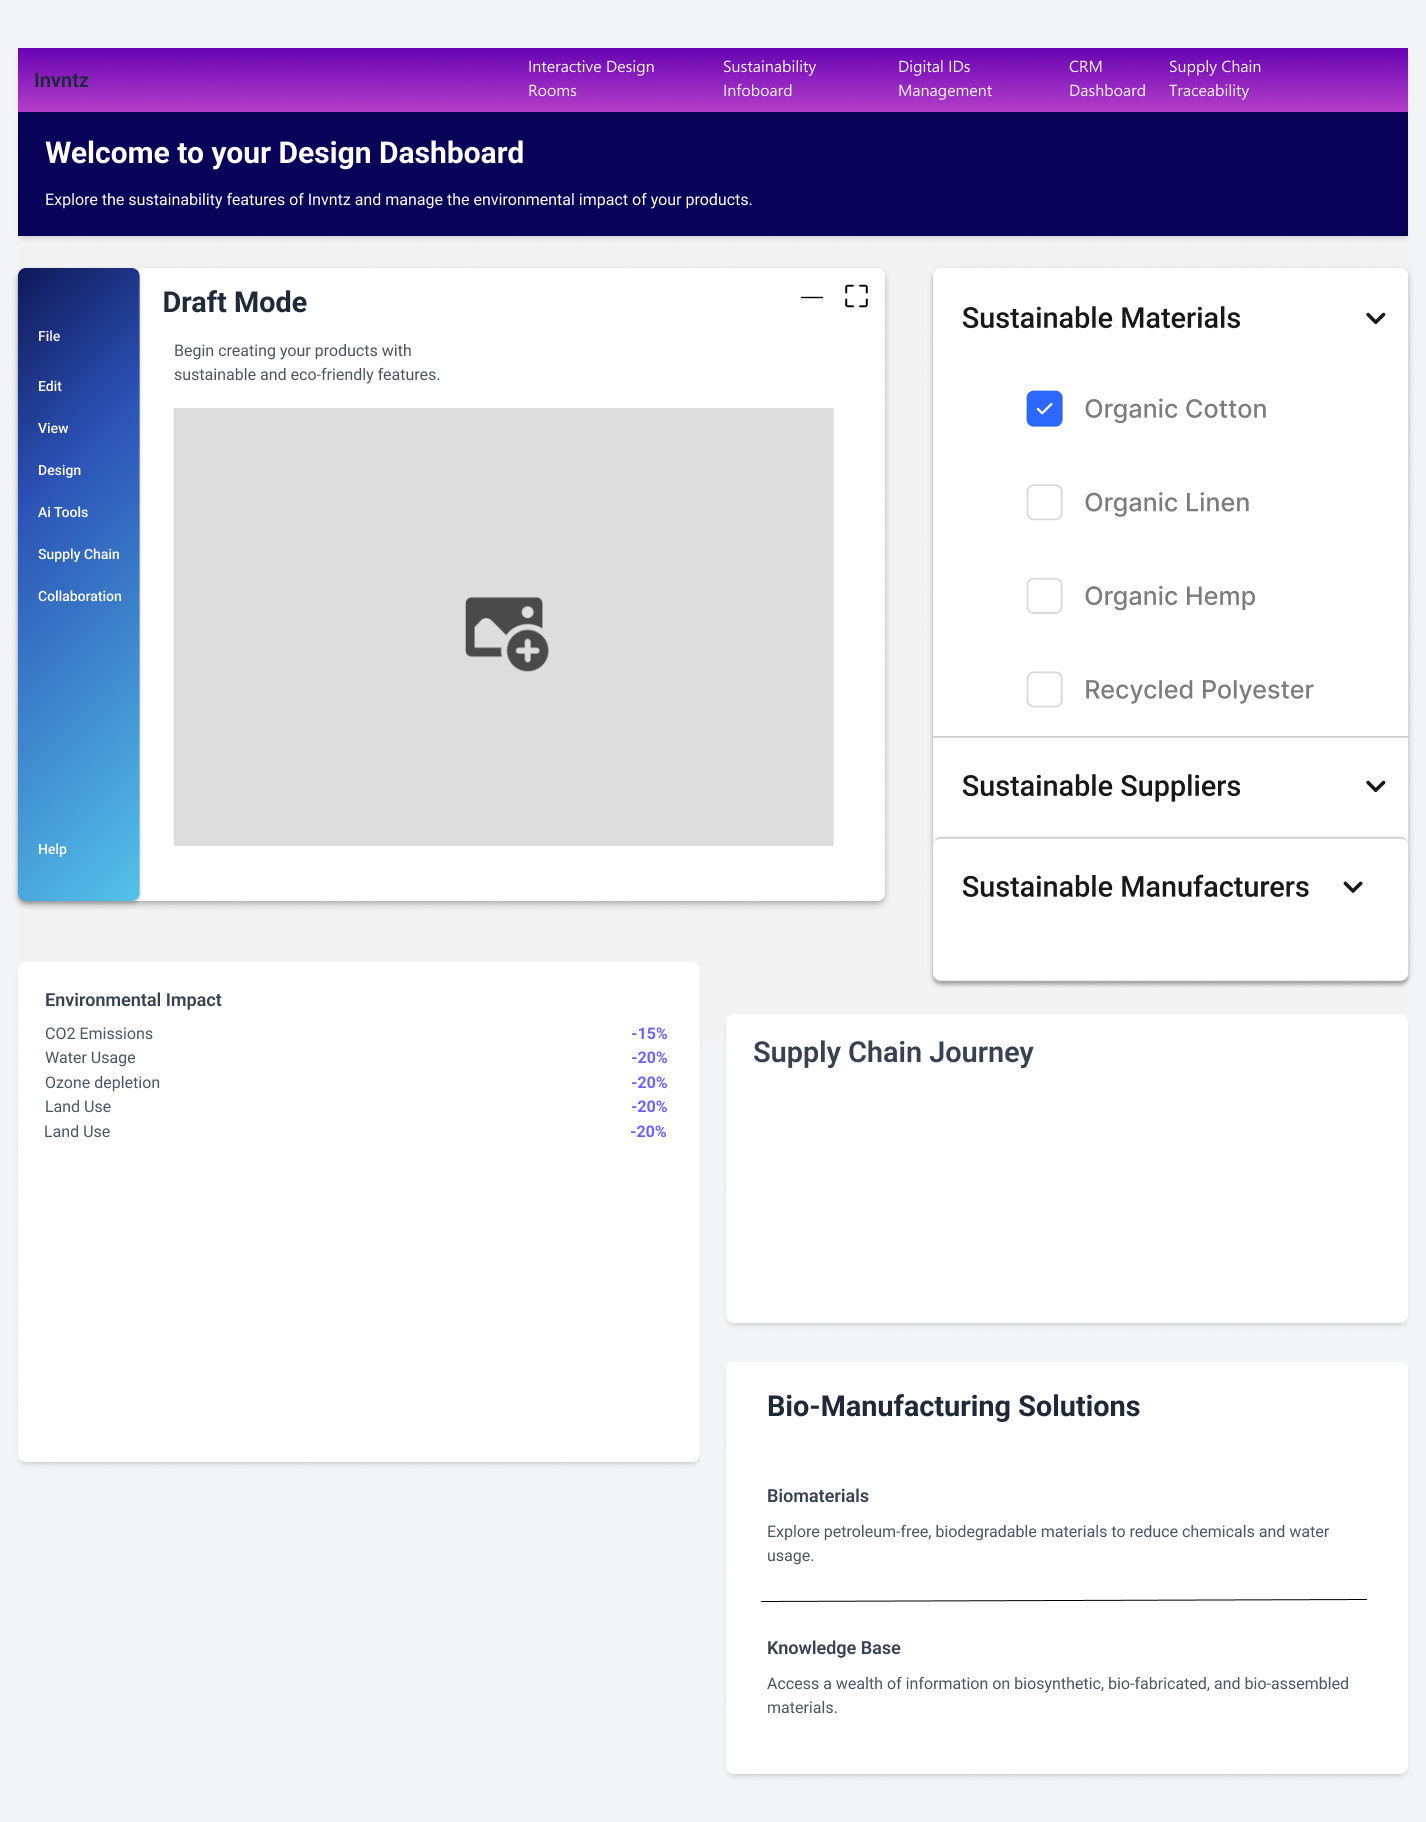 Invntz
Interactive Design
Rooms
Sustainability
Infoboard
Digital IDs
Management
CRM
Dashboard
Supply Chain
Traceability
Welcome to your Design Dashboard
Explore the sustainability features of Invntz and manage the environmental impact of your products.
File
Edit
View
Design
Ai Tools
Supply Chain
Collaboration
Help
Draft Mode
Begin creating your products with
sustainable and eco-friendly features.
Sustainable Materials
Organic Cotton
Organic Linen
Organic Hemp
Recycled Polyester
Sustainable Suppliers
Sustainable Manufacturers
Environmental Impact
CO2 Emissions -15%
Water Usage -20%
Ozone depletion -20%
Land Use -20%
Land Use -20%
Supply Chain Journey
Bio-Manufacturing Solutions
Biomaterials
Explore petroleum-free, biodegradable materials to reduce chemicals and water
usage.
Knowledge Base
Access a wealth of information on biosynthetic, bio-fabricated, and bio-assembled
materials.